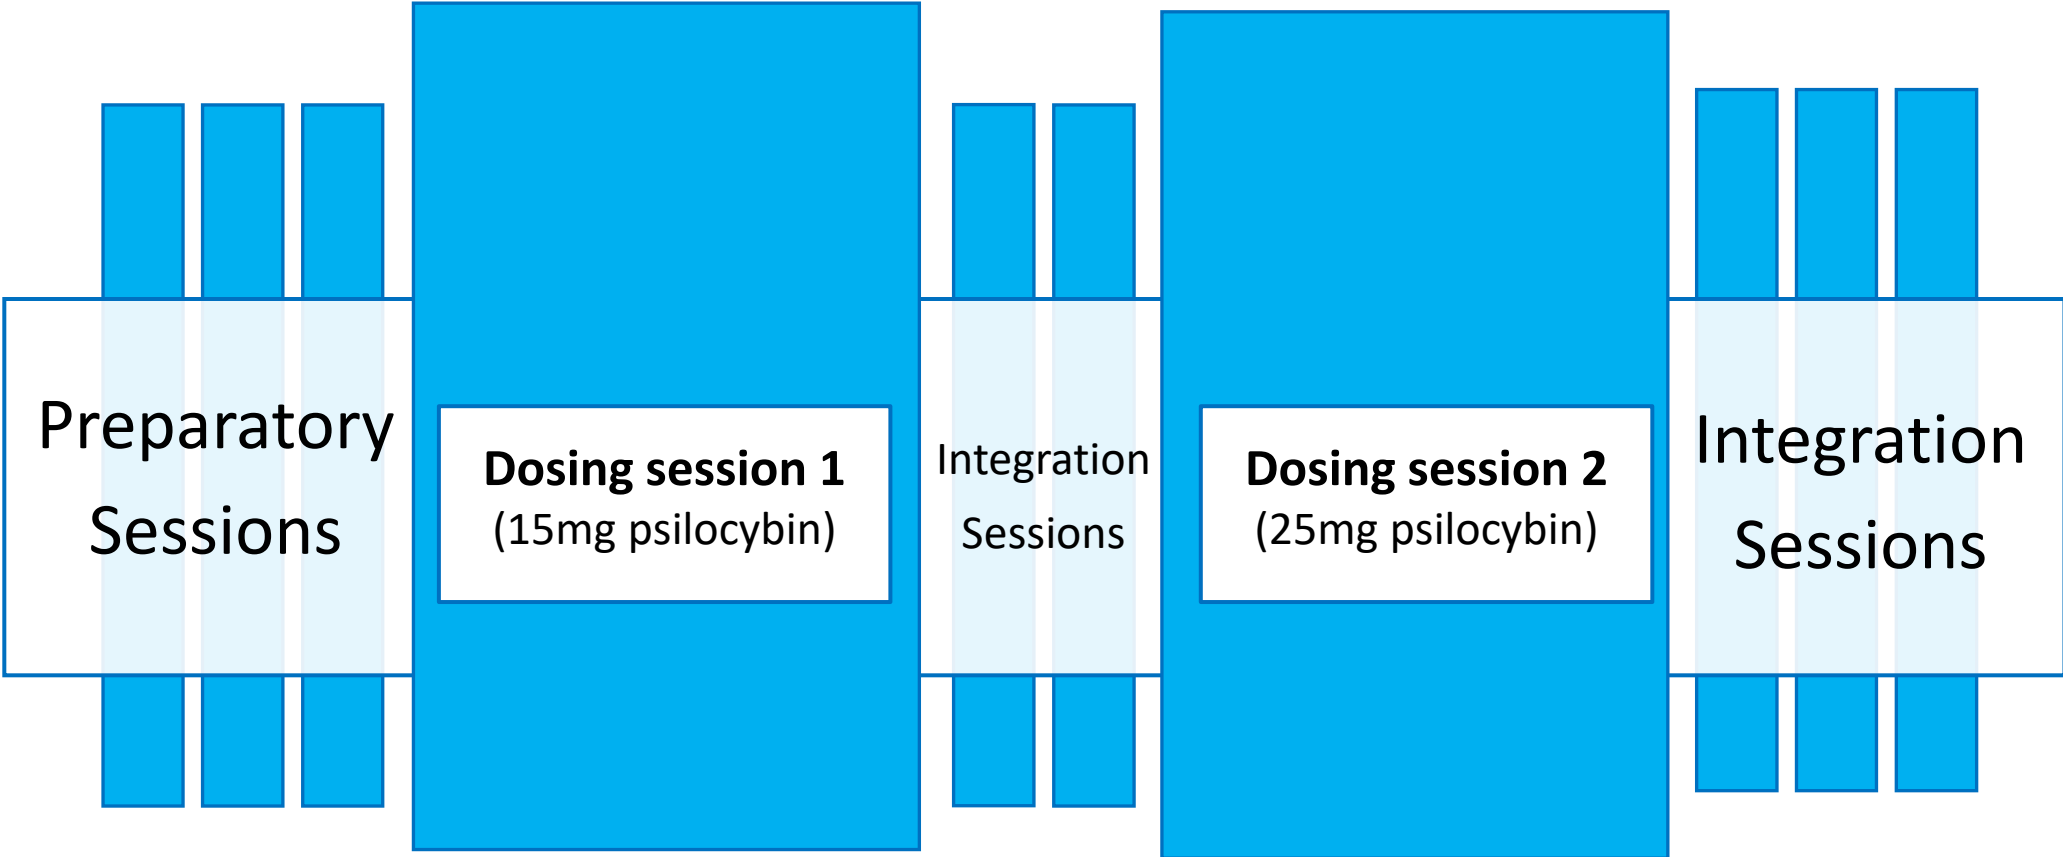 Preparatory
Sessions
Dosing session 1
(15mg psilocybin)
Integration
Sessions
Dosing session 2
(25mg psilocybin)
Integration
Sessions